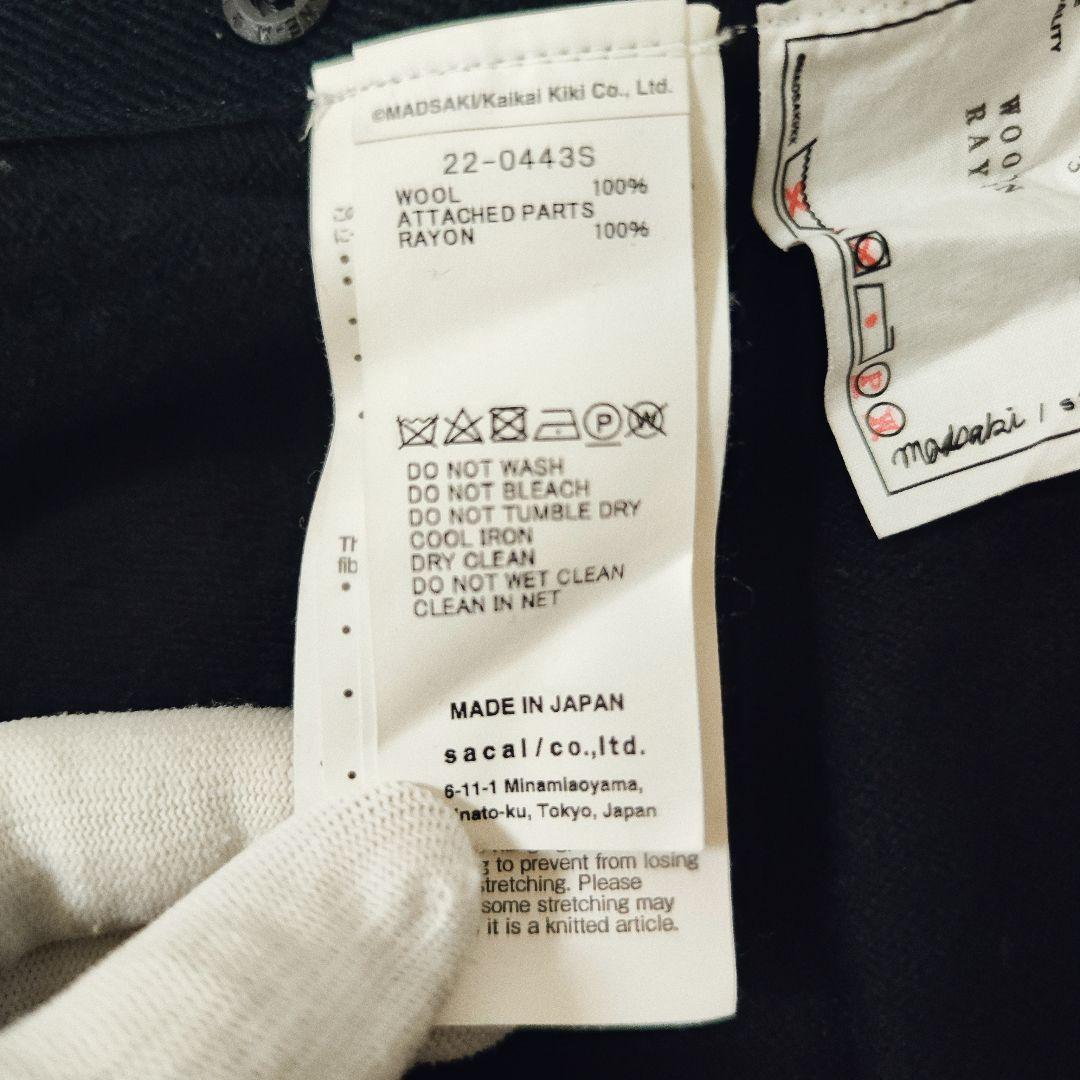 ©MADSAKI/Kaikai Kiki Co., Ltd.
22-0443S
WOOL 100%
ATTACHED PARTS
RAYON 100%
DO NOT WASH
DO NOT BLEACH
DO NOT TUMBLE DRY
COOL IRON
DRY CLEAN
DO NOT WET CLEAN
CLEAN IN NET
MADE IN JAPAN
sacai/co.,ltd.
6-11-1 Minamiaoyama,
nato-ku, Tokyo, Japan
to prevent from losing
stretching. Please
some stretching may
it is a knitted article.
P
W
madsaki / s